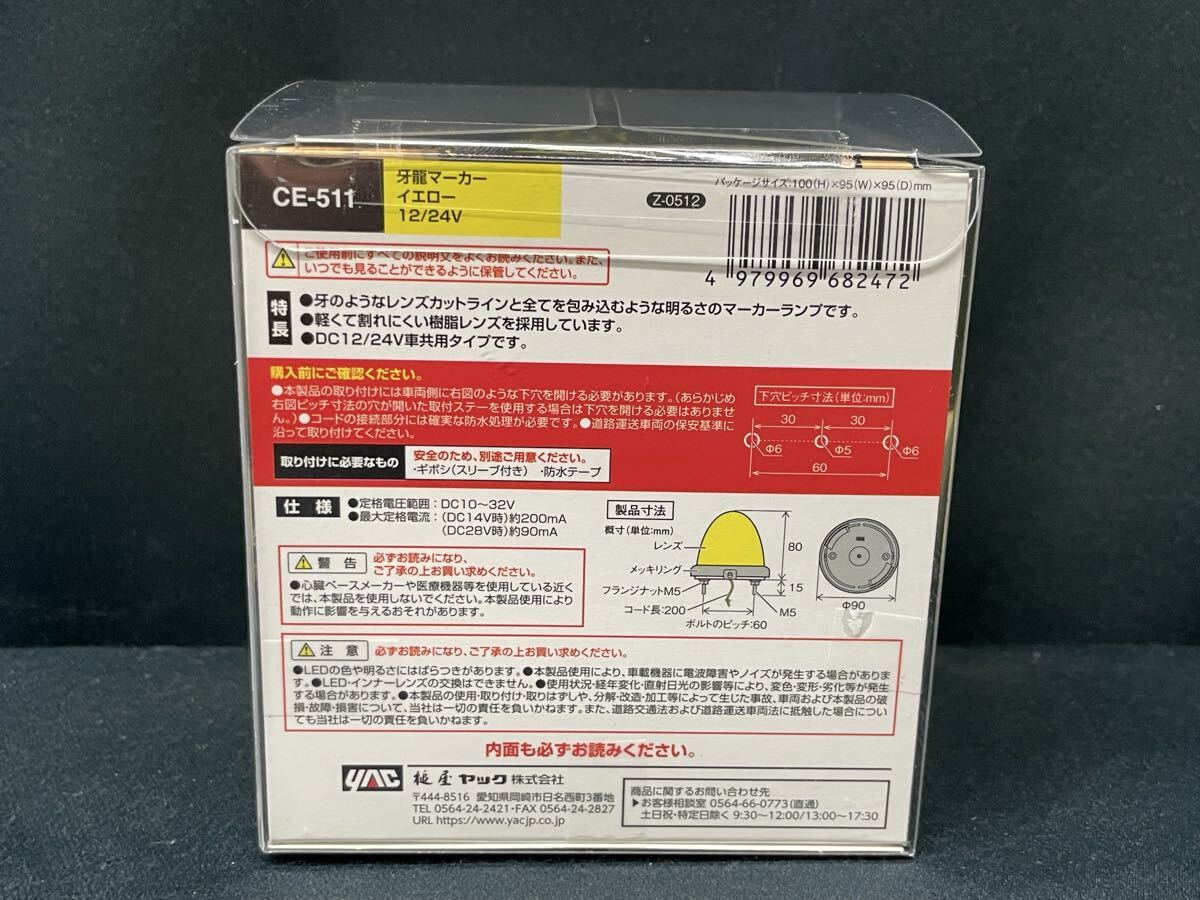 CE-511
牙龍マーカー
イエロー
12/24V
Z-0512
パッケージサイズ:100(H)×95(W)×95(D)mm
4 979969 682472
ご使用前にすべての説明文をよくお読みください。また、
いつでも見ることができるように保管してください。
特長
●牙のようなレンズカットラインと全てを包み込むような明るさのマーカーランプです。
●軽くて割れにくい樹脂レンズを採用しています。
●DC12/24V車共用タイプです。
購入前にご確認ください。
●本製品の取り付けには車両側に右図のような下穴を開ける必要があります。(あらかじめ
右図ピッチ寸法の穴が開いた取付ステーを使用する場合は下穴を開ける必要はありませ
ん。)●コードの接続部分には確実な防水処理が必要です。●道路運送車両の保安基準に
沿って取り付けてください。
取り付けに必要なもの
安全のため、別途ご用意ください。
・ギボシ(スリーブ付き) ・防水テープ
下穴ピッチ寸法(単位:mm)
30 30
Φ6 Φ5 Φ6
60
仕様
●定格電圧範囲:DC10〜32V
●最大定格電流:(DC14V時)約200mA
(DC28V時)約90mA
製品寸法
概寸(単位:mm)
レンズ
メッキリング
フランジナットM5
コード長:200
ボルトのピッチ:60
80
15
M5
Φ90
警告
必ずお読みになり、
ご了承の上お買い求めください。
●心臓ペースメーカーや医療機器等を使用している近く
では、本製品を使用しないでください。本製品使用により
動作に影響を与えるおそれがあります。
注意 必ずお読みになり、ご了承の上お買い求めください。
●LEDの色や明るさにはばらつきがあります。●本製品使用により、車載機器に電波障害やノイズが発生する場合があり
ます。●LED・インナーレンズの交換はできません。●使用状況・経年変化・直射日光の影響等により、変色・変形・劣化等が発生
する場合があります。●本製品の使用・取り付け・取りはずしや、分解・改造・加工等によって生じた事故、車両および本製品の破
損・故障・損害について、当社は一切の責任を負いかねます。また、道路交通法および道路運送車両法に抵触した場合につい
ても当社は一切の責任を負いかねます。
内面も必ずお読みください。
YAC 槌屋ヤック株式会社
〒444-8516 愛知県岡崎市日名西町3番地
TEL 0564-24-2421・FAX 0564-24-2827
URL https://www.yacjp.co.jp
商品に関するお問い合わせ先
▶お客様相談室 0564-66-0773(直通)
土日祝・特定日除く 9:30〜12:00/13:00〜17:30